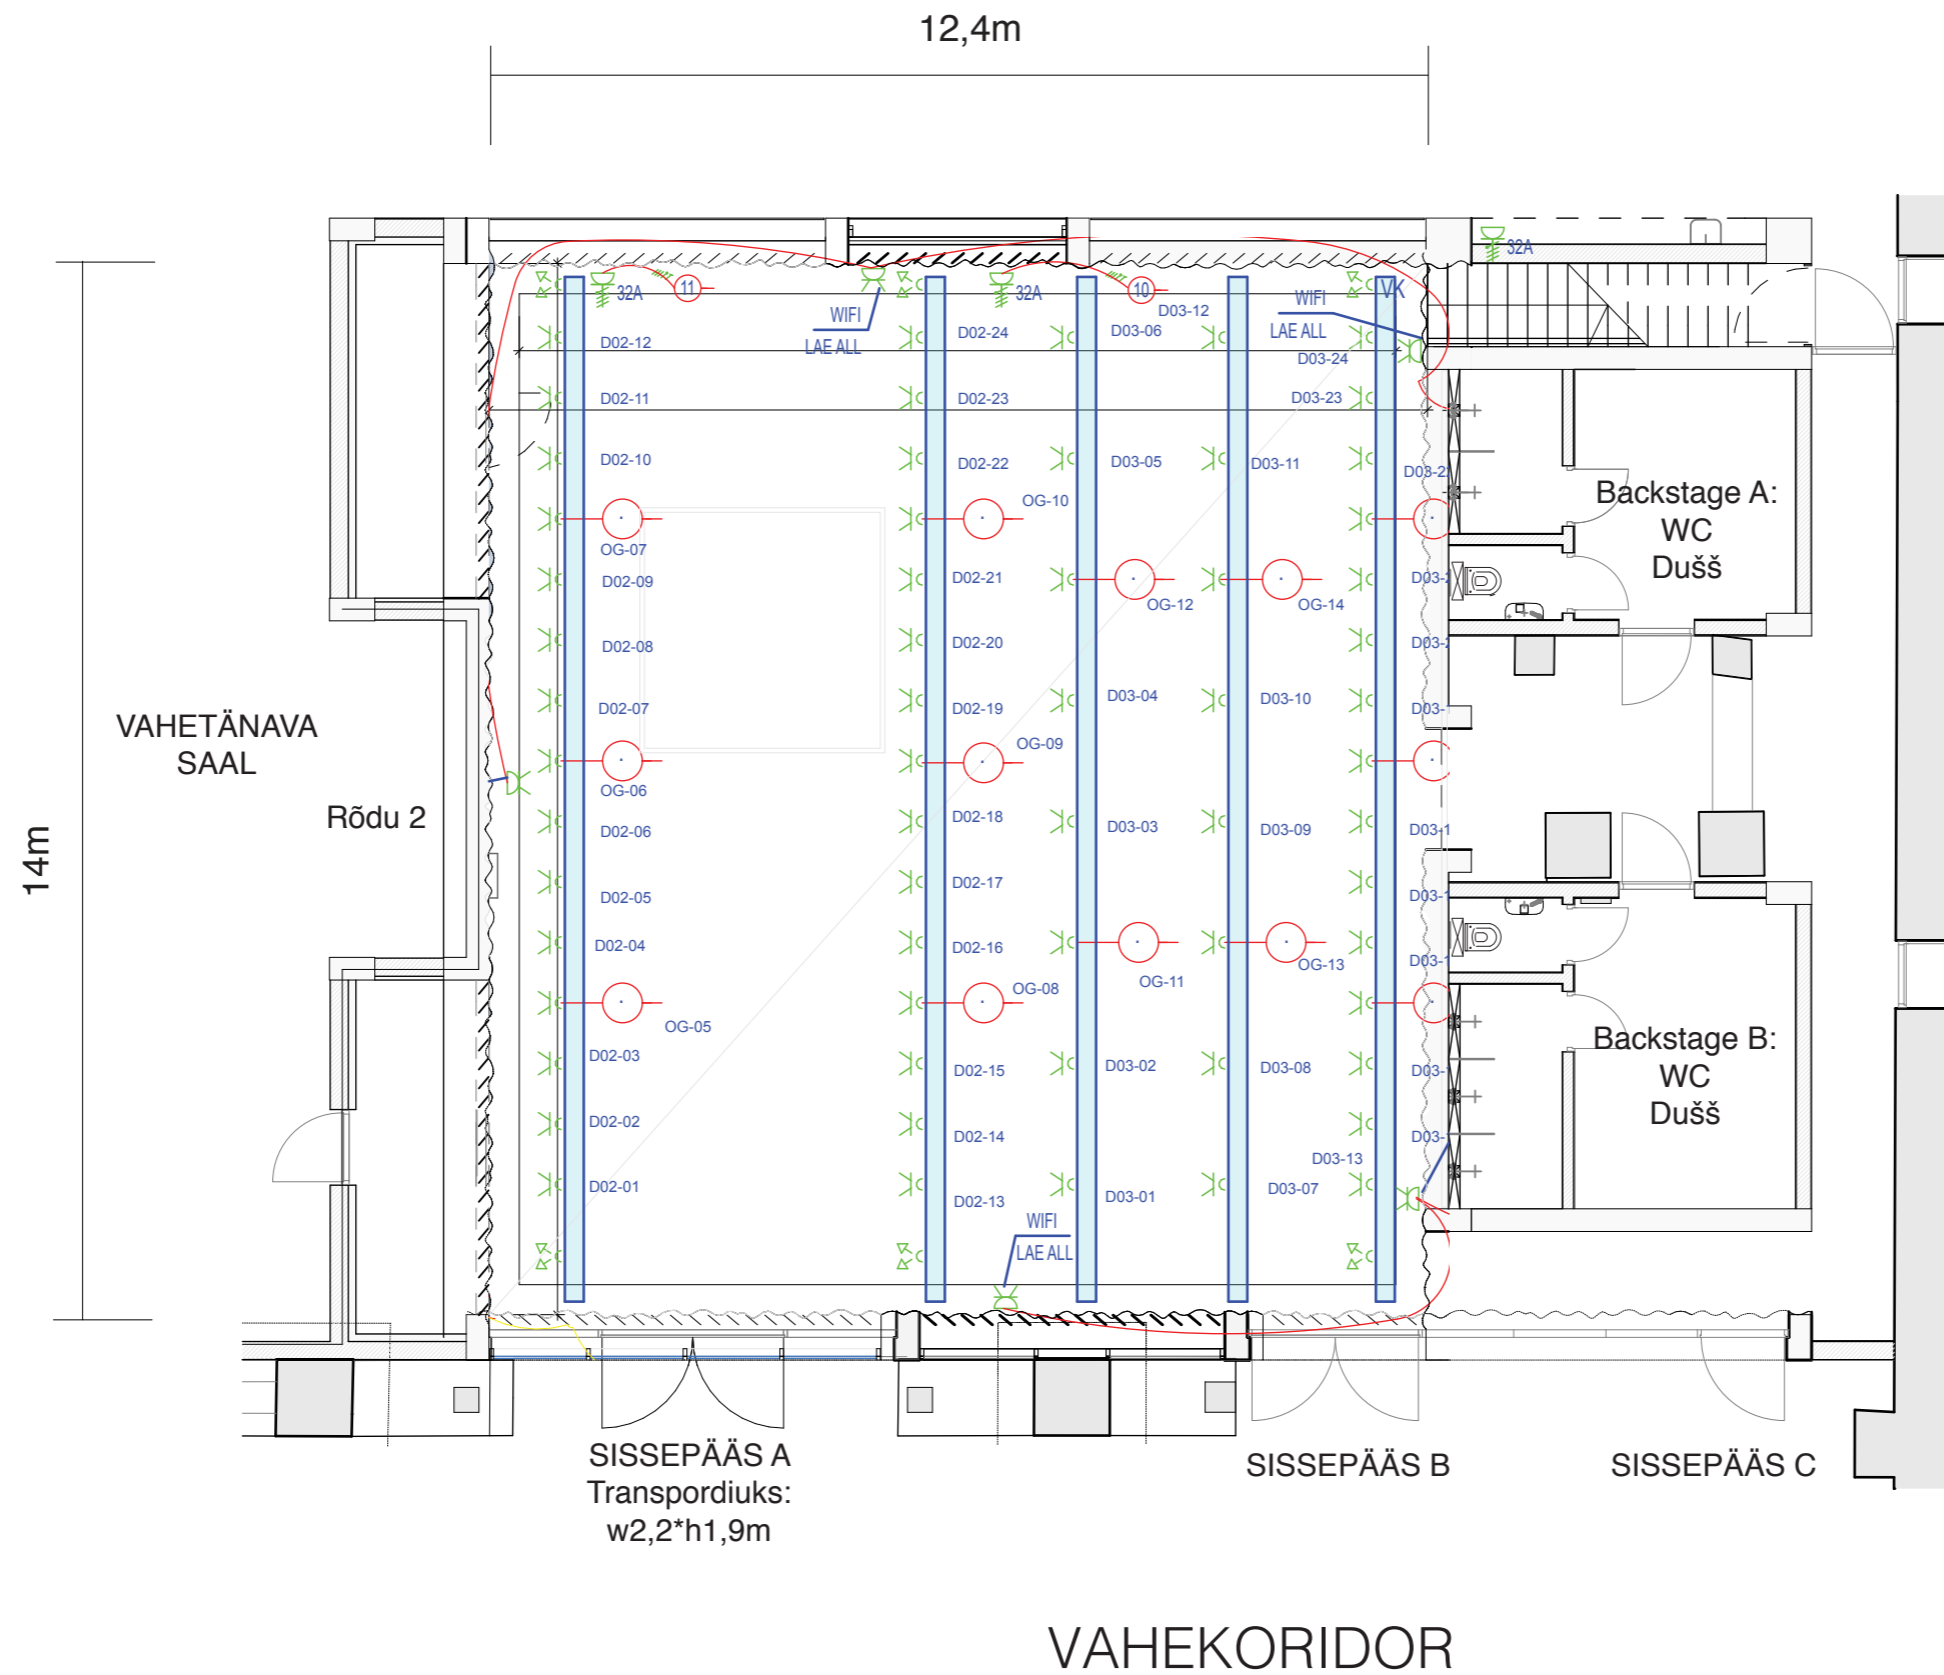 12,4m
32A
32A
11
32A
10
VK
WIFI
LAE ALL
WIFI
LAE ALL
D03-12
D02-12
D02-24
D03-06
D03-24
D02-11
D02-23
D03-23
D02-10
D02-22
D03-05
D03-11
OG-10
OG-07
D02-09
D02-21
OG-12
OG-14
D02-08
D02-20
D02-07
D02-19
D03-04
D03-10
OG-09
OG-06
D02-06
D02-18
D03-03
D03-09
D02-05
D02-17
D02-04
D02-16
OG-13
OG-11
OG-08
OG-05
D02-03
D02-15
D03-02
D03-08
D02-02
D02-14
D03-13
D02-01
D02-13
D03-01
D03-07
WIFI
LAE ALL
Backstage A:
WC
Dušš
VAHETÄNAVA
SAAL
Rõdu 2
14m
Backstage B:
WC
Dušš
SISSEPÄÄS A
Transpordiuks:
w2,2*h1,9m
SISSEPÄÄS B
SISSEPÄÄS C
VAHEKORIDOR